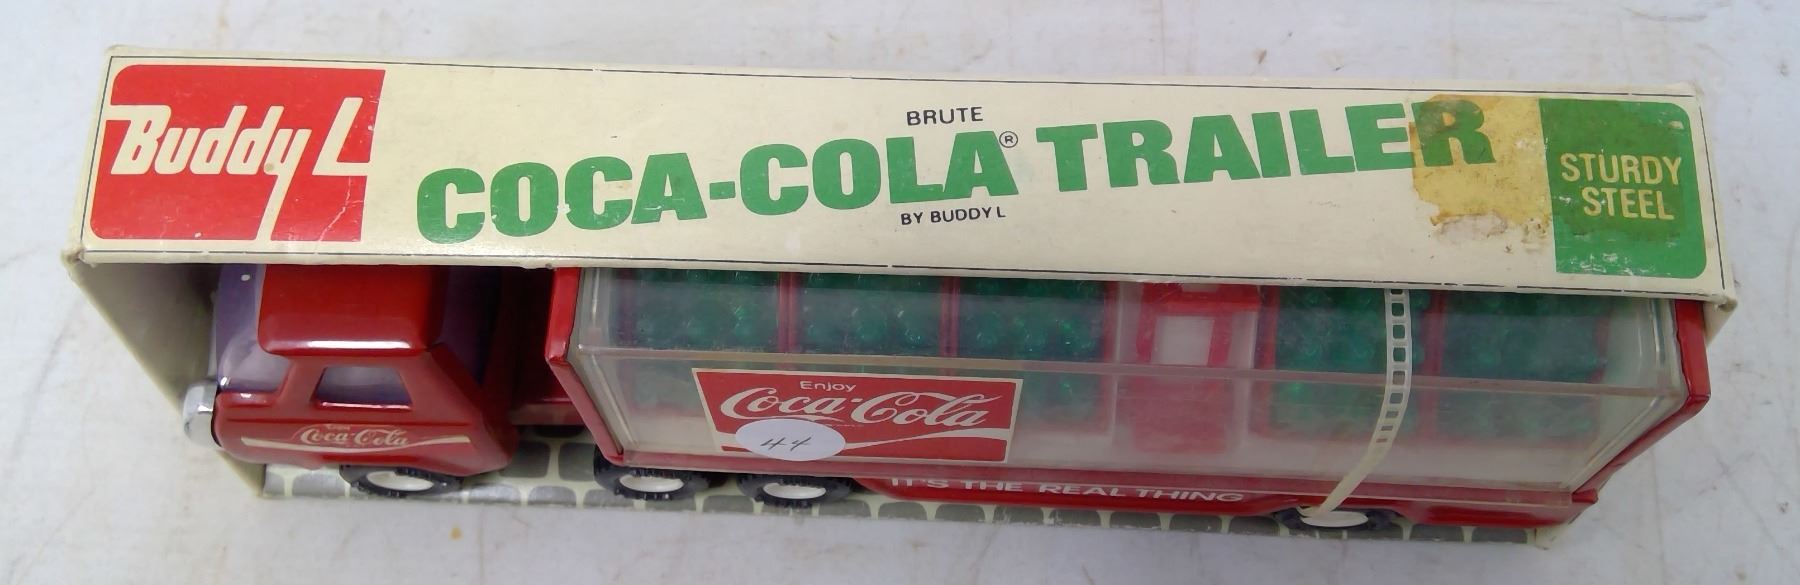 Buddy L
BRUTE
COCA-COLA® TRAILER
BY BUDDY L
STURDY
STEEL
Enjoy
Coca-Cola
44
Enjoy
Coca-Cola
IT'S THE REAL THING